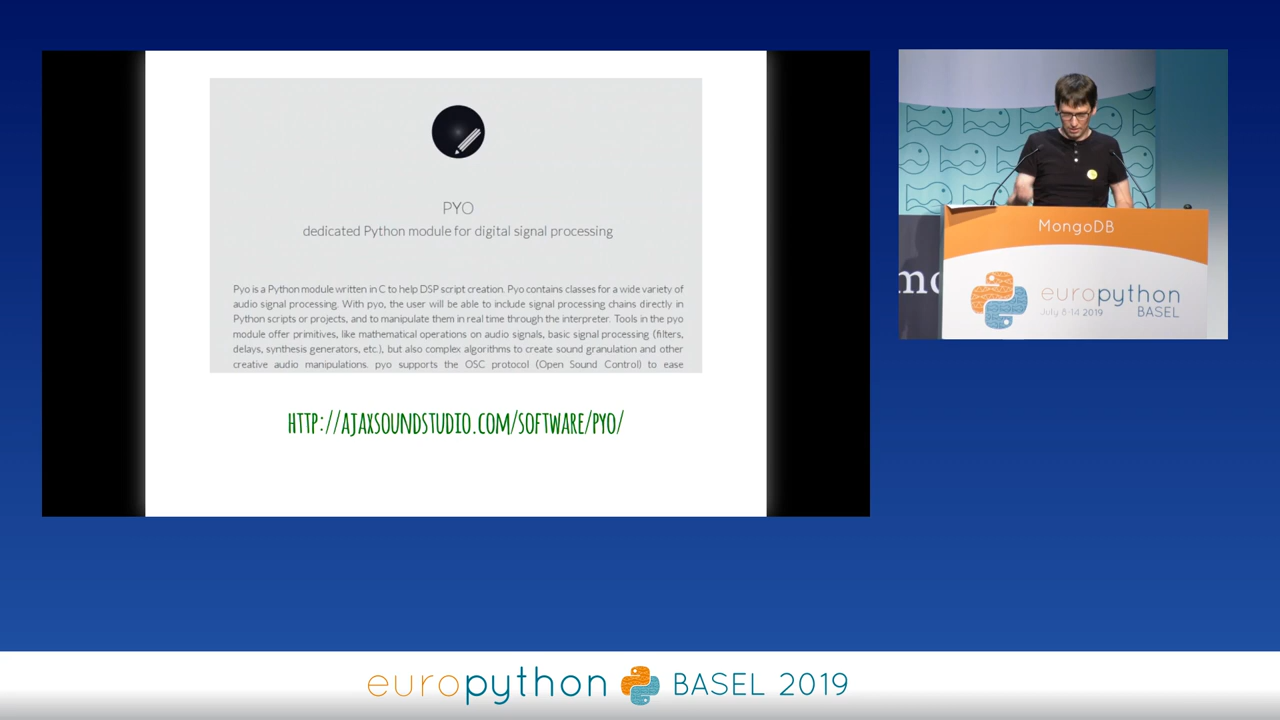 PYO
dedicated Python module for digital signal processing
Pyo is a Python module written in C to help DSP script creation. Pyo contains classes for a wide variety of
audio signal processing. With pyo, the user will be able to include signal processing chains directly in
Python scripts or projects, and to manipulate them in real time through the interpreter. Tools in the pyo
module offer primitives, like mathematical operations on audio signals, basic signal processing (filters,
delays, synthesis generators, etc.), but also complex algorithms to create sound granulation and other
creative audio manipulations. pyo supports the OSC protocol (Open Sound Control) to ease
HTTP://AJAXSOUNDSTUDIO.COM/SOFTWARE/PYO/
MongoDB
europython
July 8-14 2019 BASEL
europython BASEL 2019